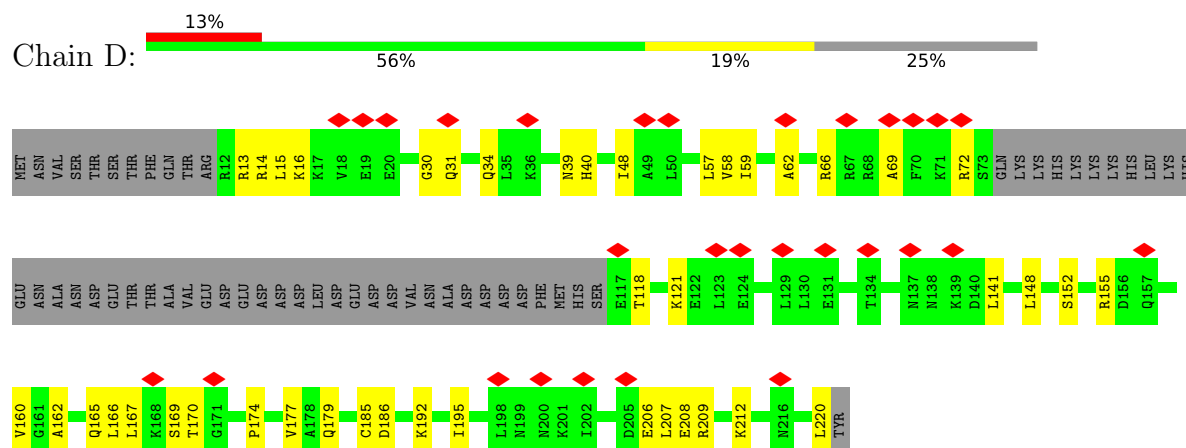 13%
Chain D:
56% 19% 25%
MET ASN VAL SER THR SER THR PHE GLN THR ARG R12 R13 R14 L15 K16 K17 V18 E19 E20 G30 Q31 Q34 L35 K36 N39 H40 I48 A49 L50 L57 V58 I59 A62 R66 R67 R68 A69 F70 K71 R72 S73 GLN LYS LYS HIS LYS LYS LYS HIS LEU LYS
GLU ASN ALA ASN ASP GLU THR THR ALA VAL GLU ASP GLU ASP ASP ASP LEU ASP GLU ASP ASP VAL ASN ALA ASP ASP ASP ASP PHE MET HIS SER E117 T118 K121 E122 L123 E124 L129 L130 E131 T134 N137 N138 K139 D140 L141 L148 S152 R155 D156 Q157
V160 G161 A162 Q165 L166 L167 K168 S169 T170 G171 P174 V177 A178 Q179 C185 D186 K192 I195 L198 N199 N200 K201 I202 D205 E206 L207 E208 R209 K212 N216 L220 TYR